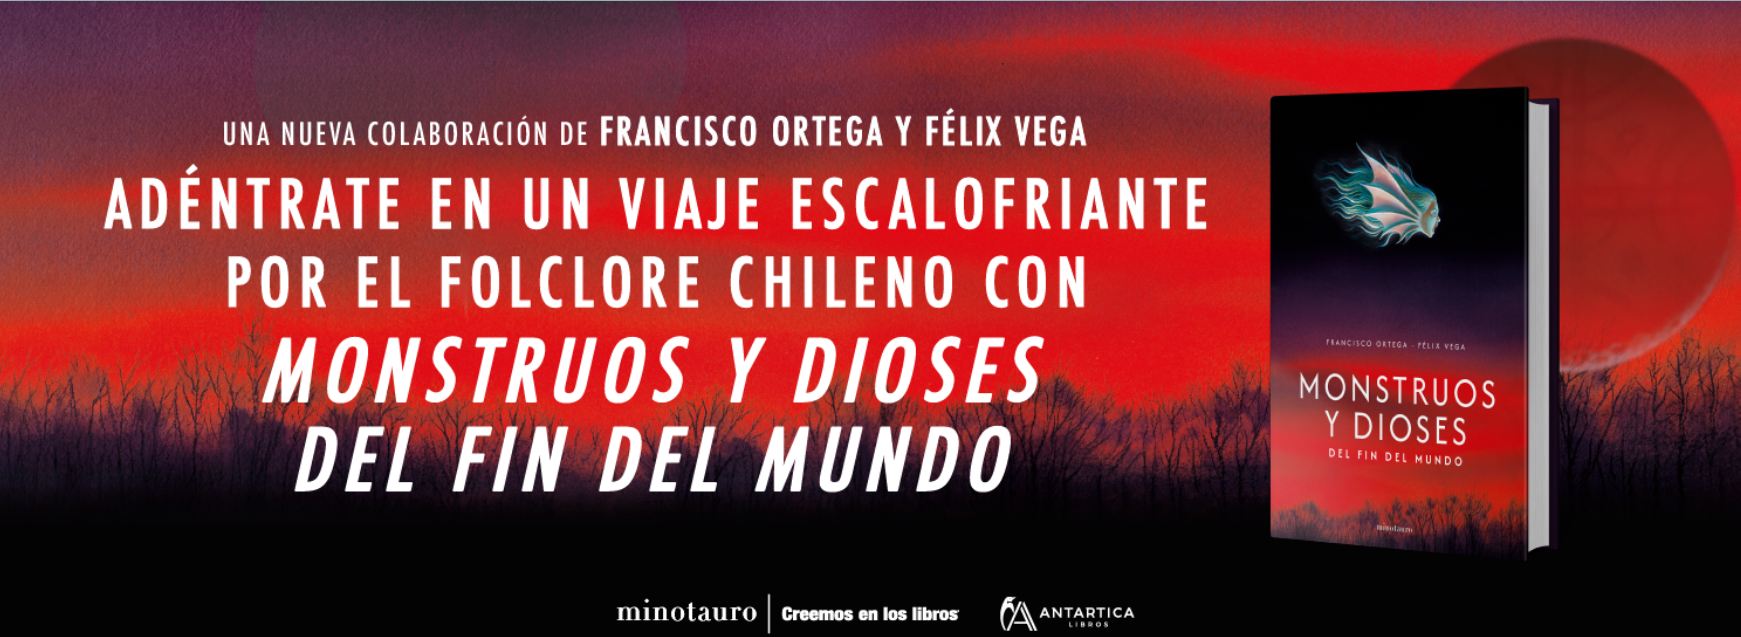 UNA NUEVA COLABORACIÓN DE FRANCISCO ORTEGA Y FÉLIX VEGA
ADÉNTRATE EN UN VIAJE ESCALOFRIANTE
POR EL FOLCLORE CHILENO CON
MONSTRUOS Y DIOSES
DEL FIN DEL MUNDO
FRANCISCO ORTEGA - FÉLIX VEGA
MONSTRUOS
Y DIOSES
DEL FIN DEL MUNDO
minotauro
minotauro | Creemos en los libros
ANTARTICA
LIBROS